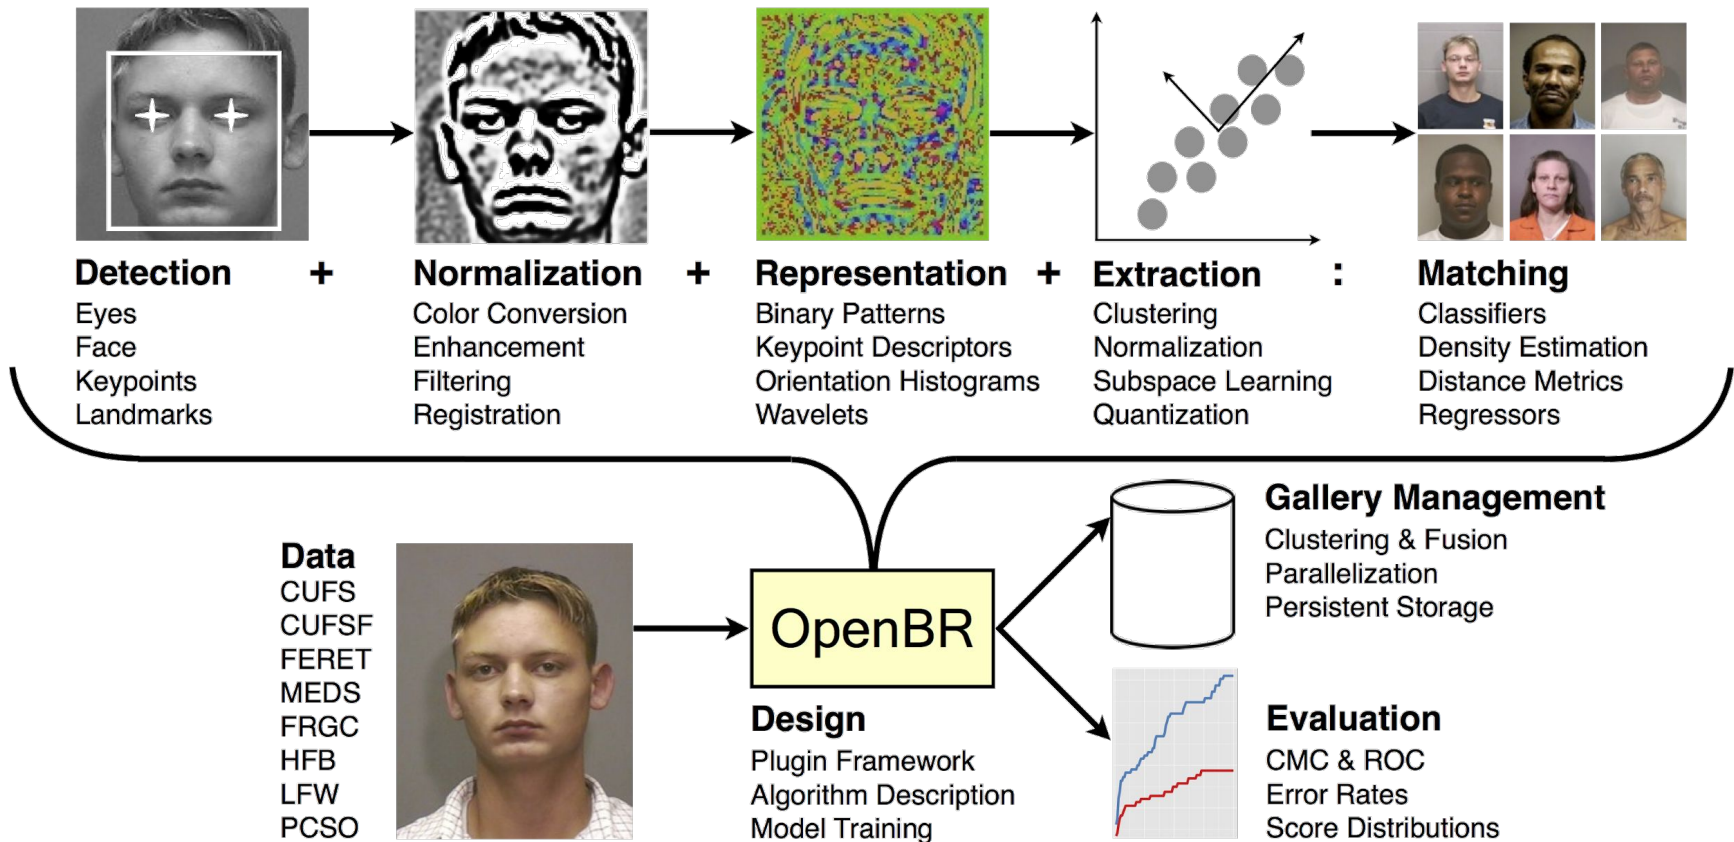 Detection + Normalization + Representation + Extraction : Matching
Eyes
Face
Keypoints
Landmarks
Color Conversion
Enhancement
Filtering
Registration
Binary Patterns
Keypoint Descriptors
Orientation Histograms
Wavelets
Clustering
Normalization
Subspace Learning
Quantization
Classifiers
Density Estimation
Distance Metrics
Regressors
Data
CUFS
CUFSF
FERET
MEDS
FRGC
HFB
LFW
PCSO
OpenBR
Design
Plugin Framework
Algorithm Description
Model Training
Gallery Management
Clustering & Fusion
Parallelization
Persistent Storage
Evaluation
CMC & ROC
Error Rates
Score Distributions